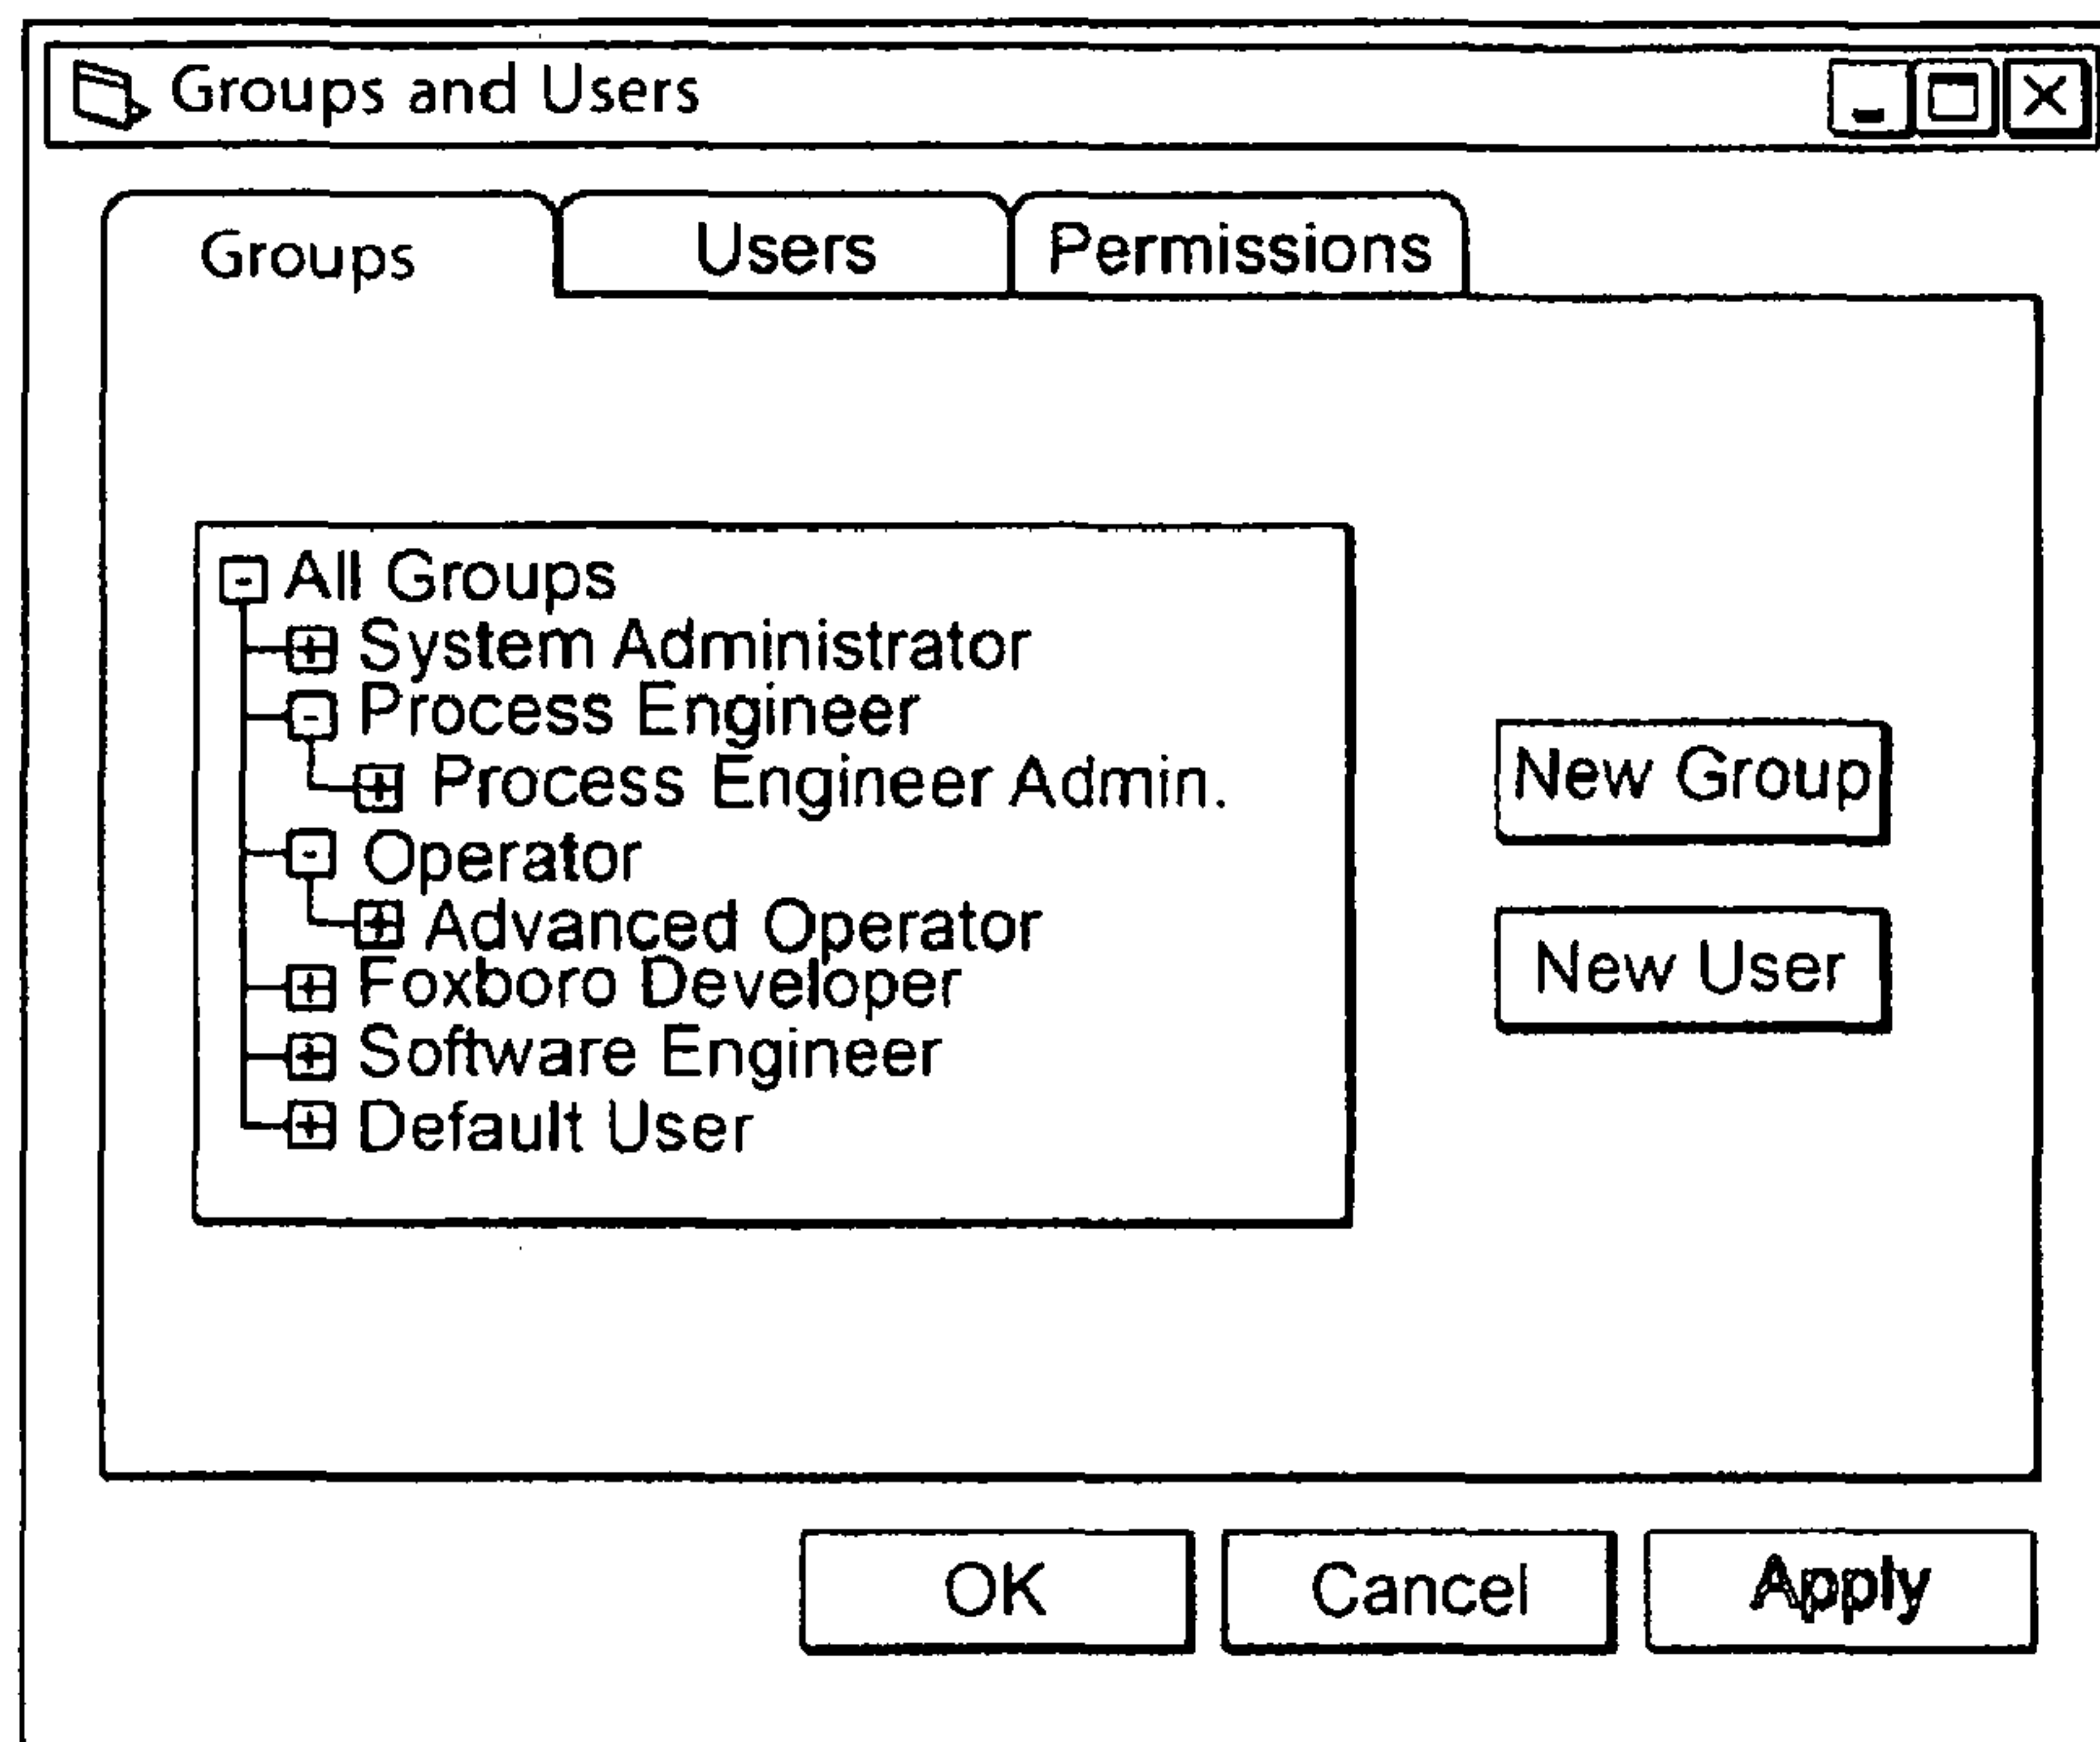 Groups and Users
Groups Users Permissions
All Groups
System Administrator
Process Engineer
Process Engineer Admin.
Operator
Advanced Operator
Foxboro Developer
Software Engineer
Default User
New Group
New User
OK Cancel Apply